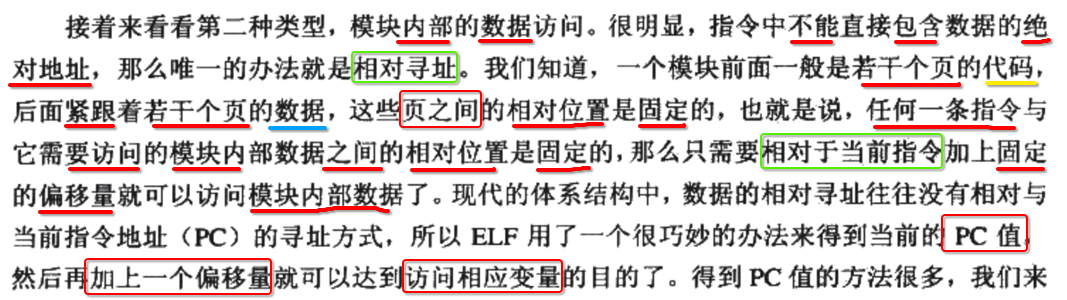 接着来看看第二种类型，模块内部的数据访问。很明显，指令中不能直接包含数据的绝
对地址，那么唯一的办法就是相对寻址。我们知道，一个模块前面一般是若干个页的代码，
后面紧跟着若干个页的数据，这些页之间的相对位置是固定的，也就是说，任何一条指令与
它需要访问的模块内部数据之间的相对位置是固定的，那么只需要相对于当前指令加上固定
的偏移量就可以访问模块内部数据了。现代的体系结构中，数据的相对寻址往往没有相对与
当前指令地址（PC）的寻址方式，所以 ELF 用了一个很巧妙的办法来得到当前的 PC 值，
然后再加上一个偏移量就可以达到访问相应变量的目的了。得到 PC 值的方法很多，我们来